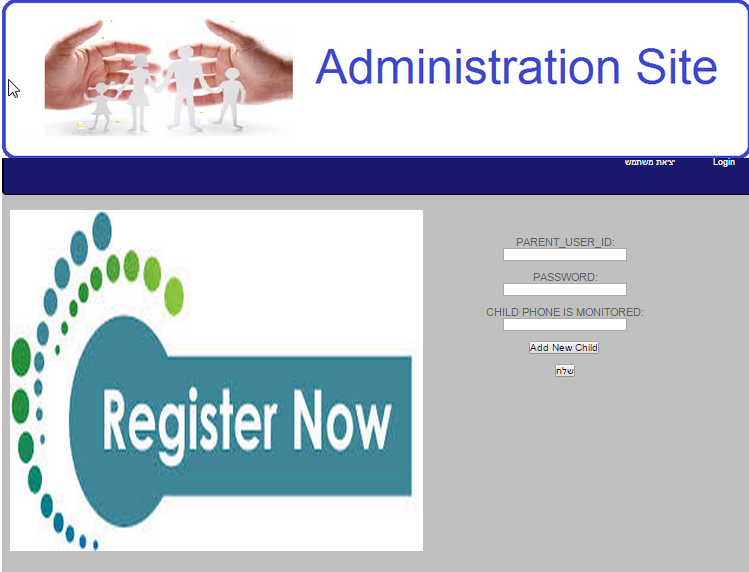 Administration Site
יציאת משתמש
Login
Register Now
PARENT_USER_ID:
PASSWORD:
CHILD PHONE IS MONITORED:
Add New Child
שלח